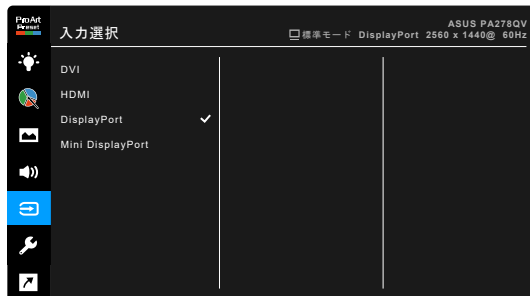 ProArt
Preset
入力選択
ASUS PA278QV
標準モード DisplayPort 2560 x 1440@ 60Hz
DVI
HDMI
DisplayPort
Mini DisplayPort